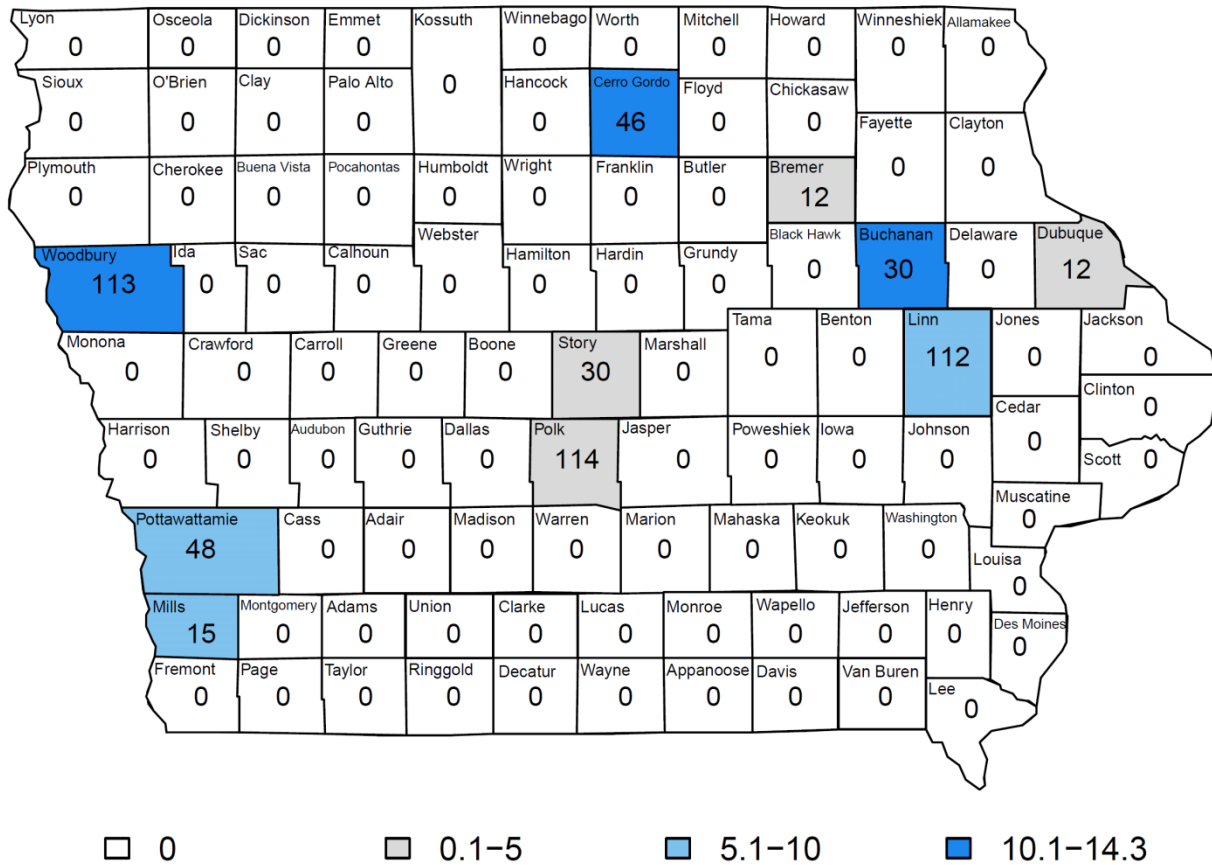 Lyon Osceola Dickinson Emmet Kossuth Winnebago Worth Mitchell Howard Winneshiek Allamakee
0 0 0 0 0 0 0 0 0 0
Sioux O'Brien Clay Palo Alto 0 Hancock Cerro Gordo Floyd Chickasaw
0 0 0 0 0 46 0 0
Fayette Clayton
Plymouth Cherokee Buena Vista Pocahontas Humboldt Wright Franklin Butler Bremer 0 0
0 0 0 0 0 0 0 0 12
Webster Black Hawk Buchanan Delaware Dubuque
Woodbury Ida Sac Calhoun Hamilton Hardin Grundy
113 0 0 0 0 0 0 0 0 30 0 12
Monona Crawford Carroll Greene Boone Story Marshall Tama Benton Linn Jones Jackson
0 0 0 0 0 30 0 0 0 112 0 0
Clinton
0
Harrison Shelby Audubon Guthrie Dallas Polk Jasper Poweshiek Iowa Johnson Cedar
0 0 0 0 0 114 0 0 0 0 0
Scott 0
Pottawattamie Cass Adair Madison Warren Marion Mahaska Keokuk Washington Muscatine
48 0 0 0 0 0 0 0 0 0
Louisa
0
Mills Montgomery Adams Union Clarke Lucas Monroe Wapello Jefferson Henry Des Moines
15 0 0 0 0 0 0 0 0 0 0
Fremont Page Taylor Ringgold Decatur Wayne Appanoose Davis Van Buren Lee
0 0 0 0 0 0 0 0 0 0
0 0.1−5 5.1−10 10.1−14.3